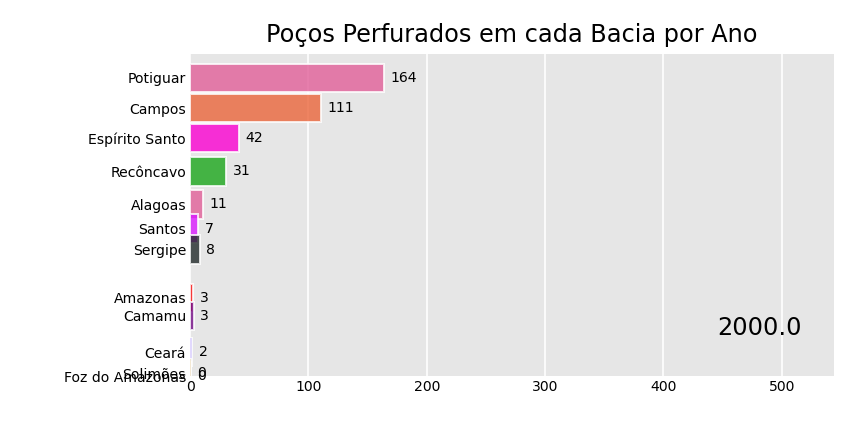 Poços Perfurados em cada Bacia por Ano
Potiguar 164
Campos 111
Espírito Santo 42
Recôncavo 31
Alagoas 11
Santos 7
Sergipe 8
Amazonas 3
Camamu 3
2000.0
Ceará 2
Solimões 0
Foz do Amazonas 0
0 100 200 300 400 500